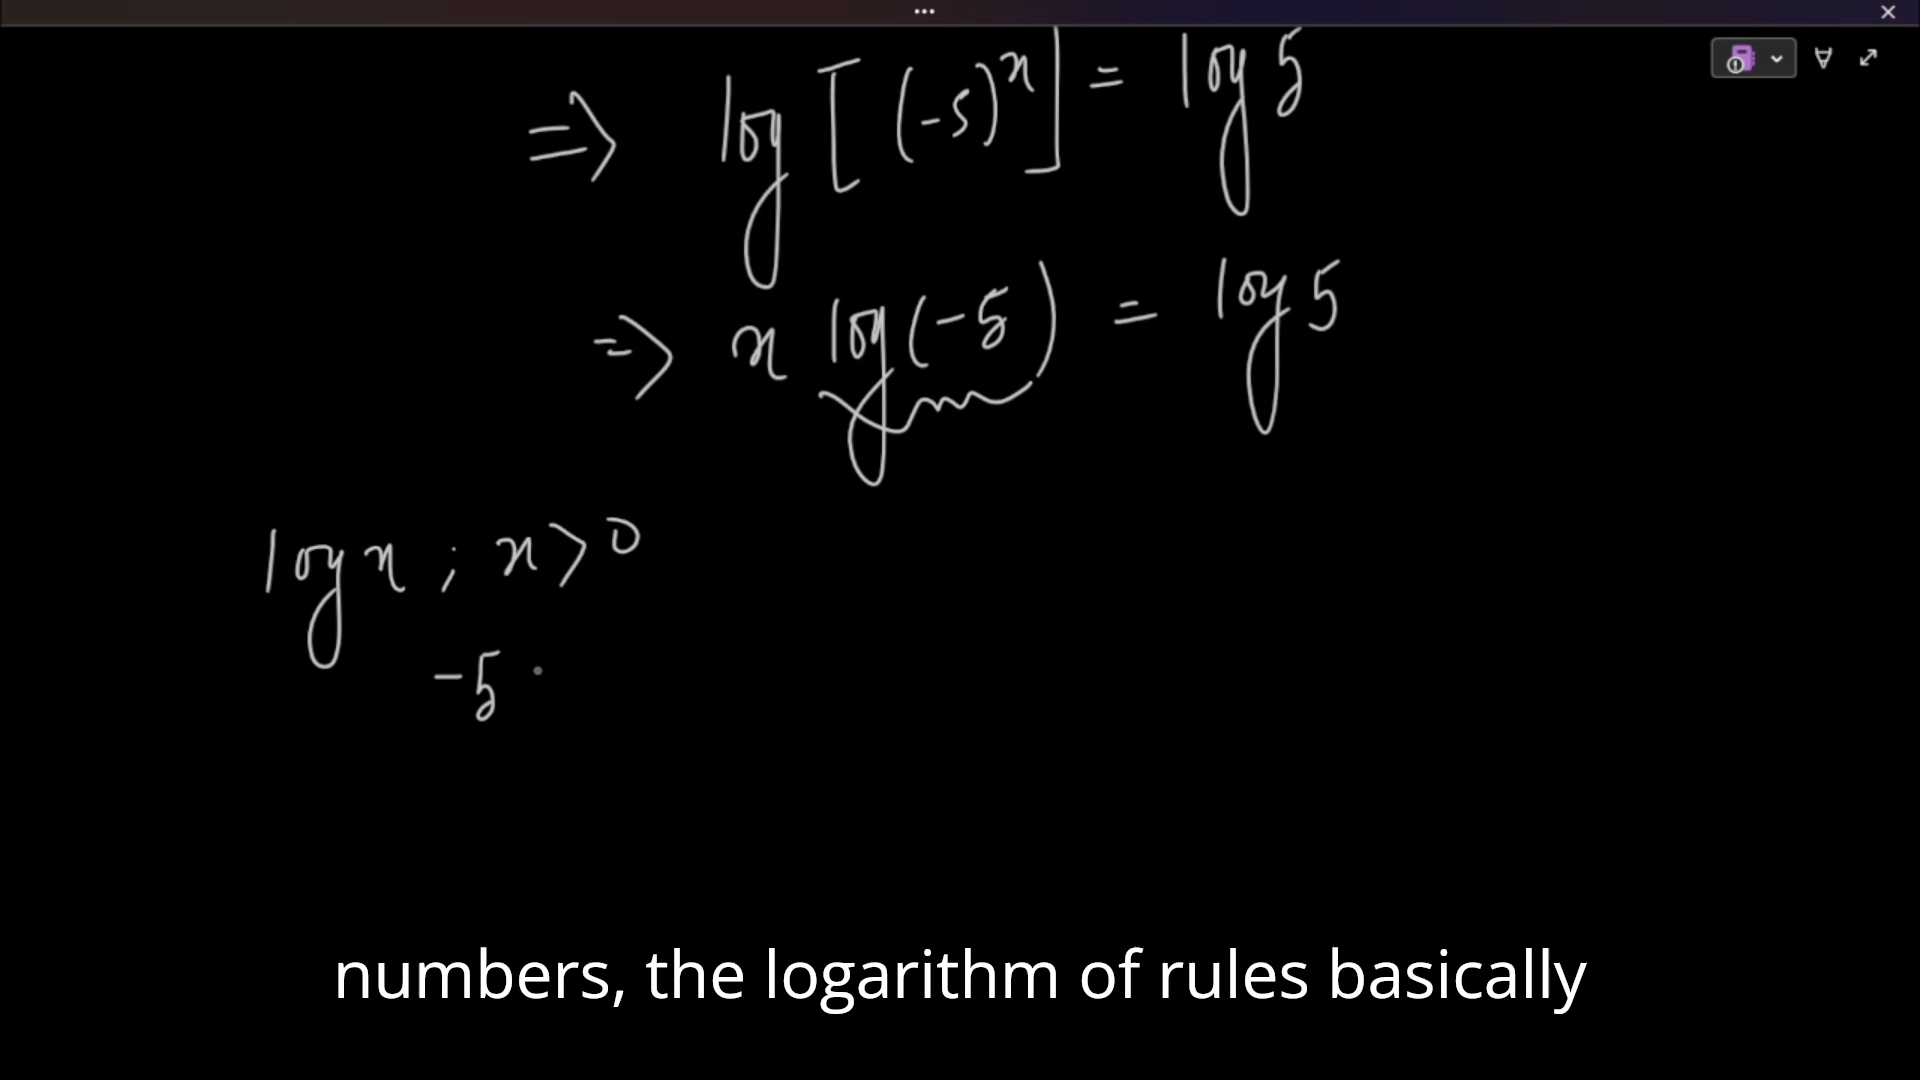 => log [(-5)^x] = log 5
=> x log(-5) = log 5
log x ; x > 0
-5
numbers, the logarithm of rules basically